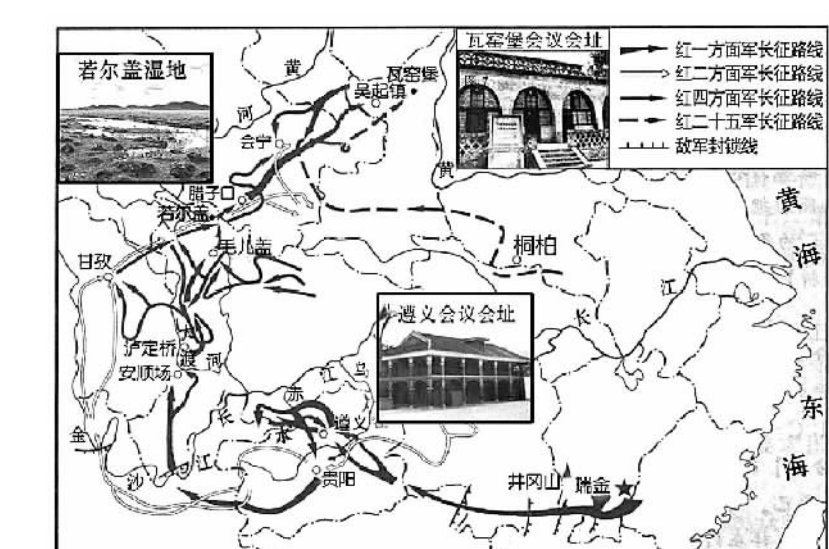 若尔盖湿地
瓦窑堡会议会址
红一方面军长征路线
红二方面军长征路线
红四方面军长征路线
红二十五军长征路线
敌军封锁线
黄
河
瓦窑堡
吴起镇
会宁
黄
腊子口
若尔盖
毛儿盖
甘孜
桐柏
黄
海
江
长
遵义会议会址
泸定桥
大
渡
河
安顺场
赤
水
江
乌
遵义
长
江
金
沙
贵阳
井冈山
瑞金
东
海